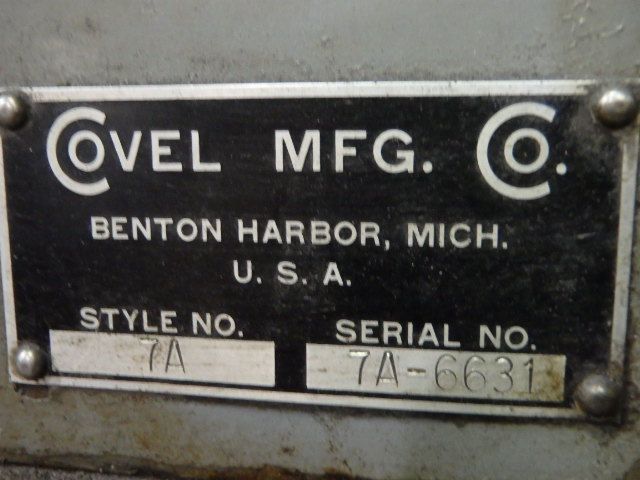 COVEL MFG. CO.
BENTON HARBOR, MICH.
U. S. A.
STYLE NO. SERIAL NO.
7A 7A-6631